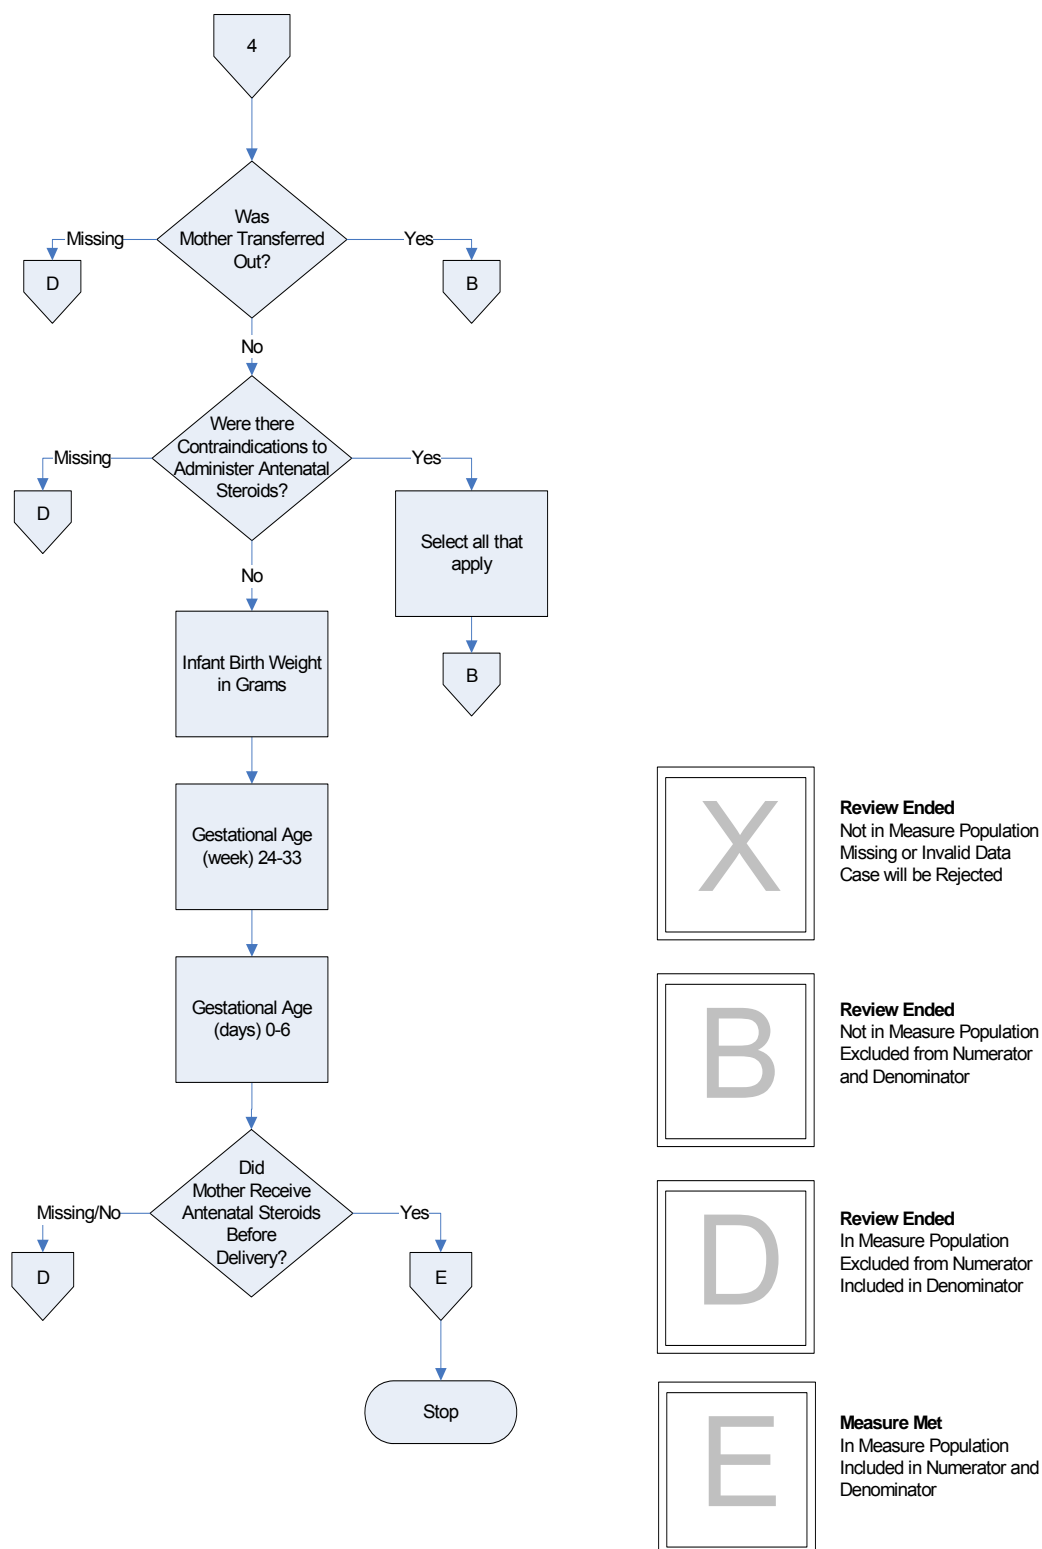 4
Was
Mother Transferred
Out?
Missing
Yes
D
B
No
Were there
Contraindications to
Administer Antenatal
Steroids?
Missing
Yes
D
Select all that
apply
B
No
Infant Birth Weight
in Grams
Gestational Age
(week) 24-33
Gestational Age
(days) 0-6
Did
Mother Receive
Antenatal Steroids
Before
Delivery?
Missing/No
Yes
D
E
Stop
X
Review Ended
Not in Measure Population
Missing or Invalid Data
Case will be Rejected
B
Review Ended
Not in Measure Population
Excluded from Numerator
and Denominator
D
Review Ended
In Measure Population
Excluded from Numerator
Included in Denominator
E
Measure Met
In Measure Population
Included in Numerator and
Denominator